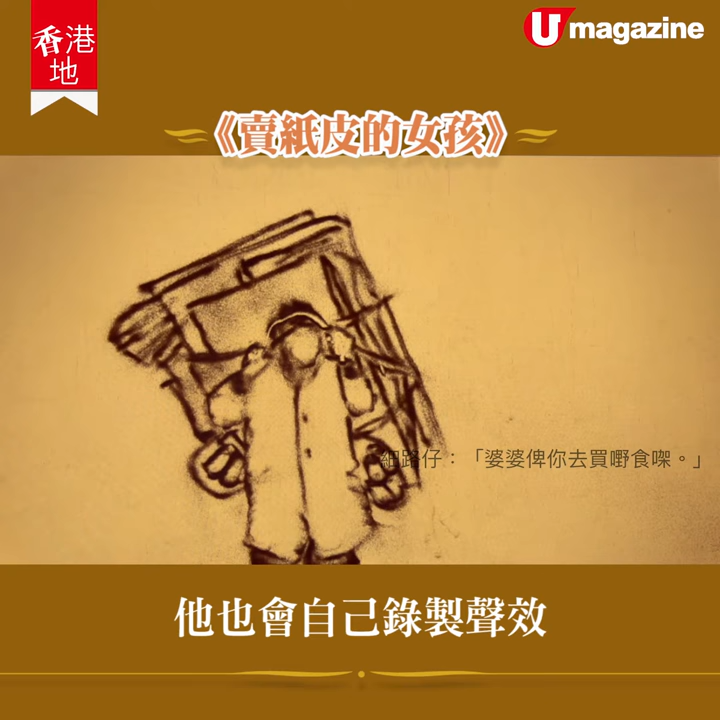 香港地
U magazine
《賣紙皮的女孩》
細路仔：「婆婆俾你去買嘢食㗎。」
他也會自己錄製聲效